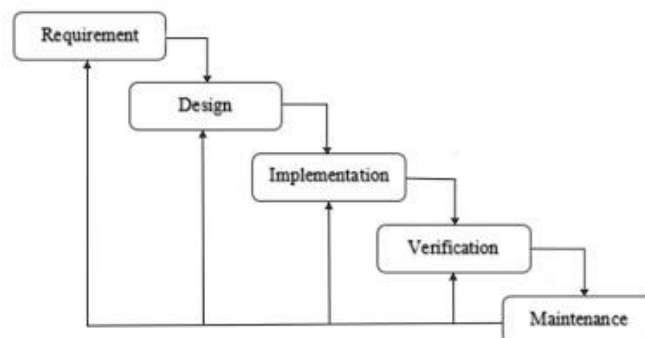 Requirement
Design
Implementation
Verification
Maintenance